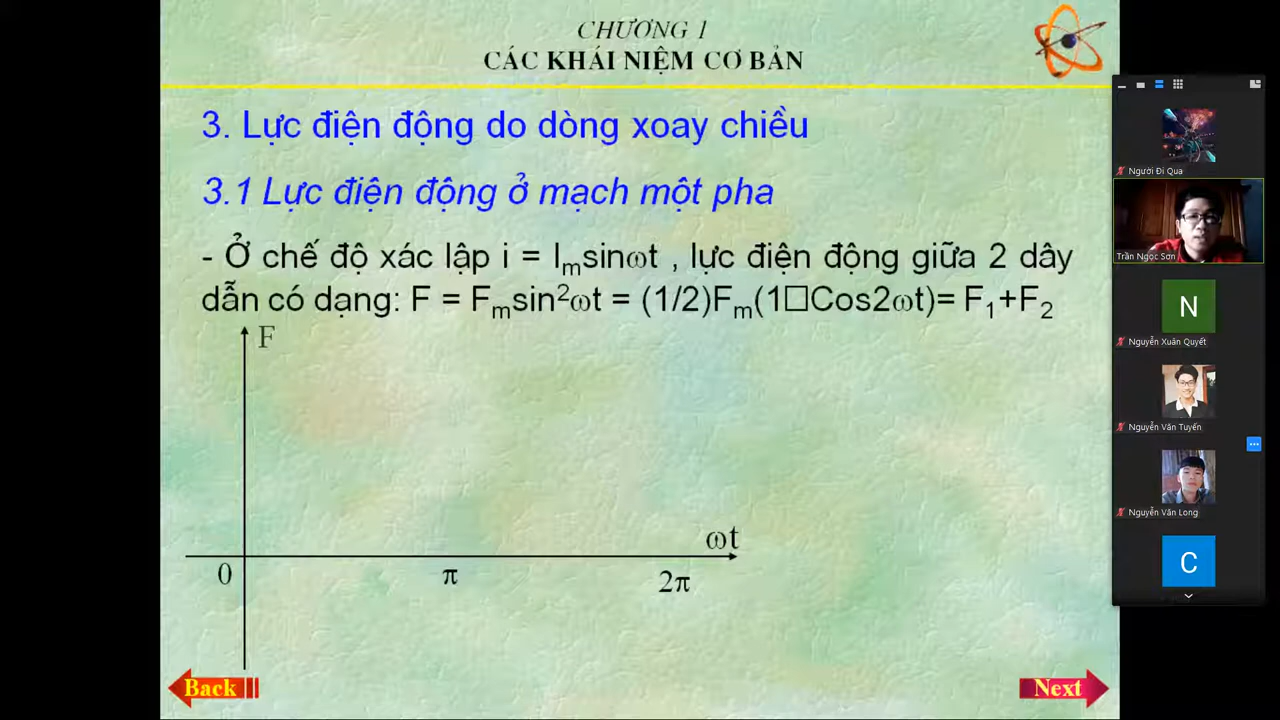 CHƯƠNG 1
CÁC KHÁI NIỆM CƠ BẢN
3. Lực điện động do dòng xoay chiều
3.1 Lực điện động ở mạch một pha
- Ở chế độ xác lập i = Iₘsinωt , lực điện động giữa 2 dây
dẫn có dạng: F = Fₘsin²ωt = (1/2)Fₘ(1□Cos2ωt)= F₁+F₂
F
ωt
0
π
2π
Back
Next
Người Đi Qua
Trần Ngọc Sơn
N
Nguyễn Xuân Quyết
Nguyễn Văn Tuyến
Nguyễn Văn Long
C